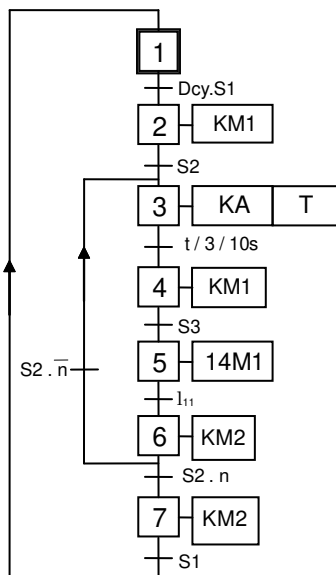 1
Dcy.S1
2 KM1
S2
3 KA T
t / 3 / 10s
4 KM1
S3
5 14M1
S2 . n̅
l₁₁
6 KM2
S2 . n
7 KM2
S1